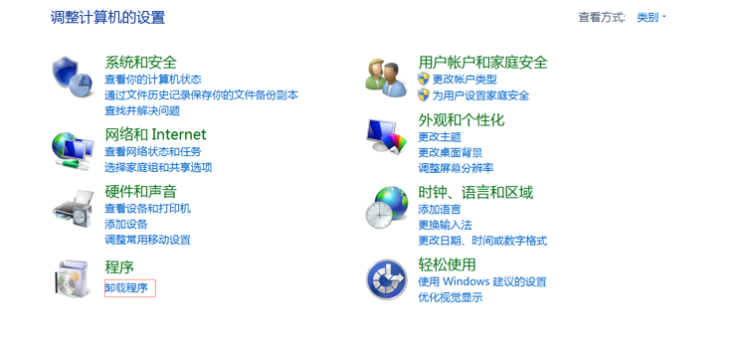 调整计算机的设置
查看方式: 类别
系统和安全
查看你的计算机状态
通过文件历史记录保存你的文件备份副本
查找并解决问题
网络和 Internet
查看网络状态和任务
选择家庭组和共享选项
硬件和声音
查看设备和打印机
添加设备
调整常用移动设置
程序
卸载程序
用户帐户和家庭安全
更改帐户类型
为用户设置家庭安全
外观和个性化
更改主题
更改桌面背景
调整屏幕分辨率
时钟、语言和区域
添加语言
更换输入法
更改日期、时间或数字格式
轻松使用
使用 Windows 建议的设置
优化视觉显示